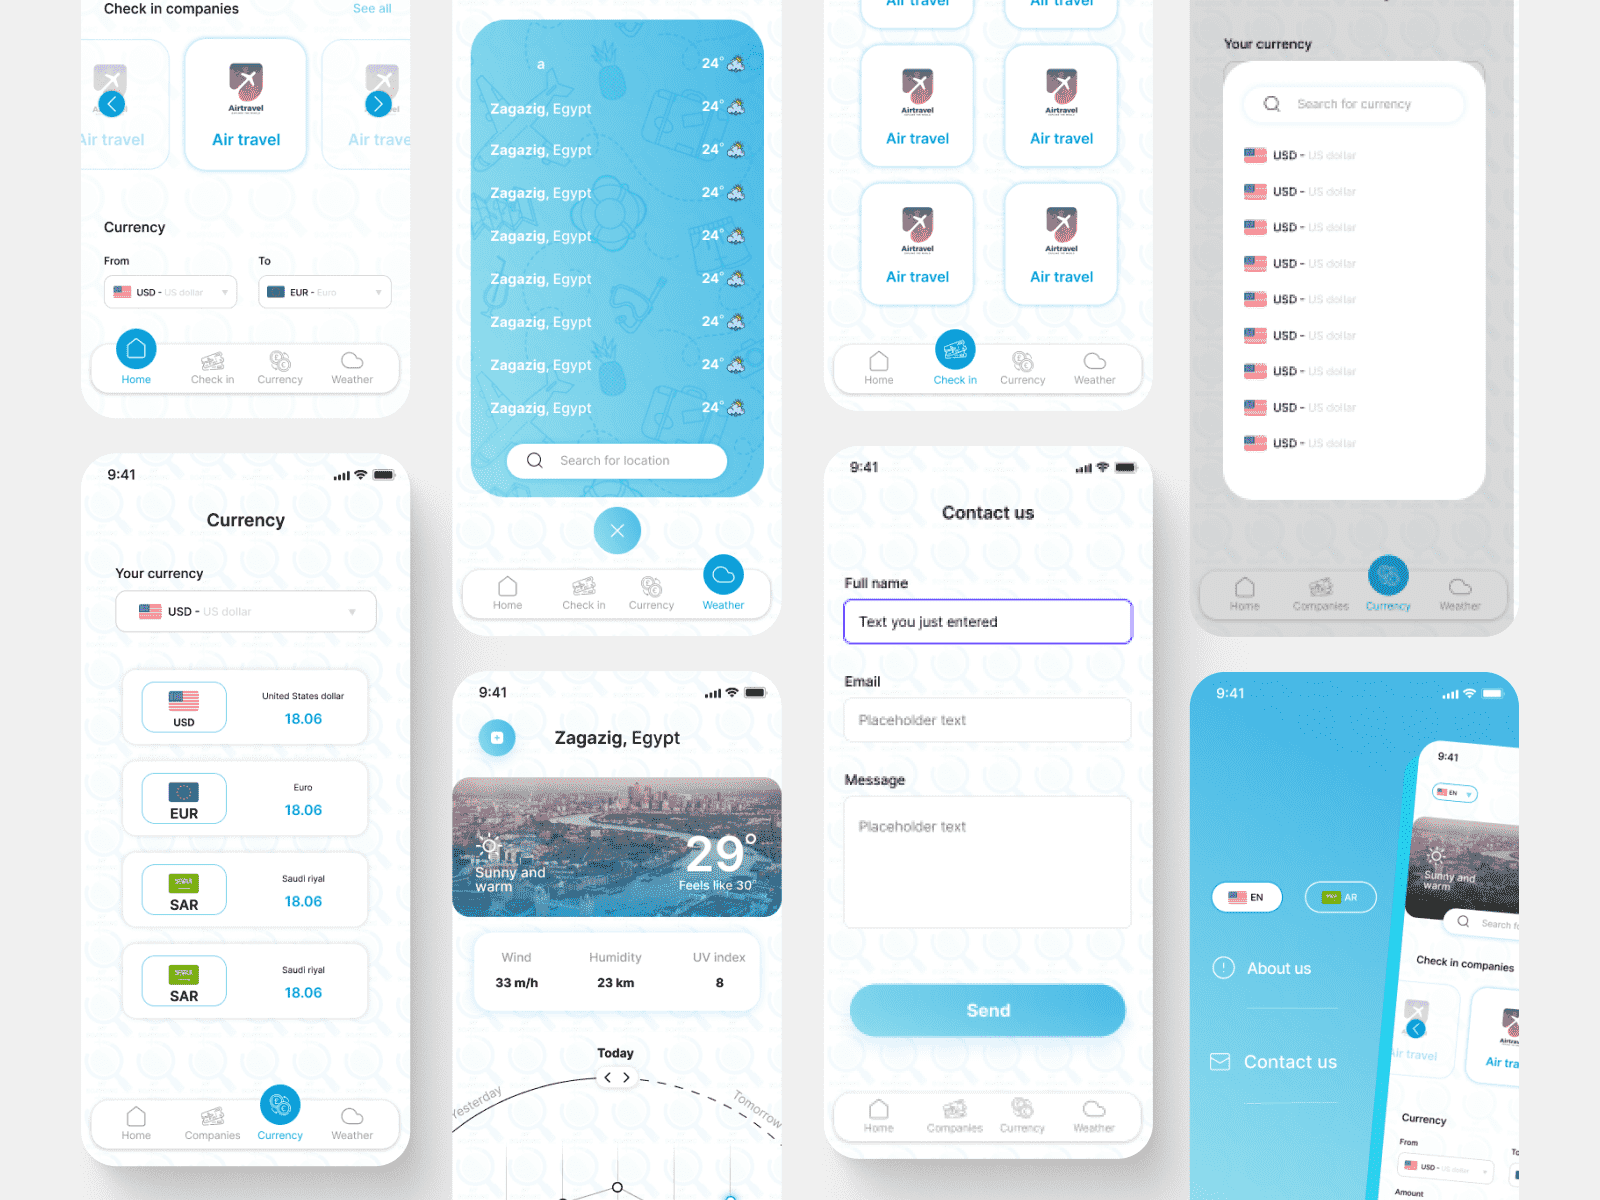 Check in companies
See all
Airtravel
Air travel
Air travel
Air trave
Currency
From
To
USD - US dollar
EUR - Euro
Home
Check in
Currency
Weather
9:41
Currency
Your currency
USD - US dollar
USD
United States dollar
18.06
EUR
Euro
18.06
SAR
Saudi riyal
18.06
SAR
Saudi riyal
18.06
Home
Companies
Currency
Weather
a
24°
Zagazig, Egypt
24°
Zagazig, Egypt
24°
Zagazig, Egypt
24°
Zagazig, Egypt
24°
Zagazig, Egypt
24°
Zagazig, Egypt
24°
Zagazig, Egypt
24°
Zagazig, Egypt
24°
Search for location
Home
Check in
Currency
Weather
9:41
Zagazig, Egypt
29°
Sunny and
warm
Feels like 30°
Wind
Humidity
UV index
33 m/h
23 km
8
Today
Yesterday
Tomorrow
Air travel
Air travel
Airtravel
Air travel
Airtravel
Air travel
Airtravel
Air travel
Airtravel
Air travel
Home
Check in
Currency
Weather
9:41
Contact us
Full name
Text you just entered
Email
Placeholder text
Message
Placeholder text
Send
Home
Companies
Currency
Weather
Your currency
Search for currency
USD - US dollar
USD - US dollar
USD - US dollar
USD - US dollar
USD - US dollar
USD - US dollar
USD - US dollar
USD - US dollar
USD - US dollar
Home
Companies
Currency
Weather
9:41
EN
AR
About us
Contact us
9:41
EN
Sunny and
warm
Search fo
Check in companies
Air travel
Air tra
Currency
From
To
USD - US dollar
Amount